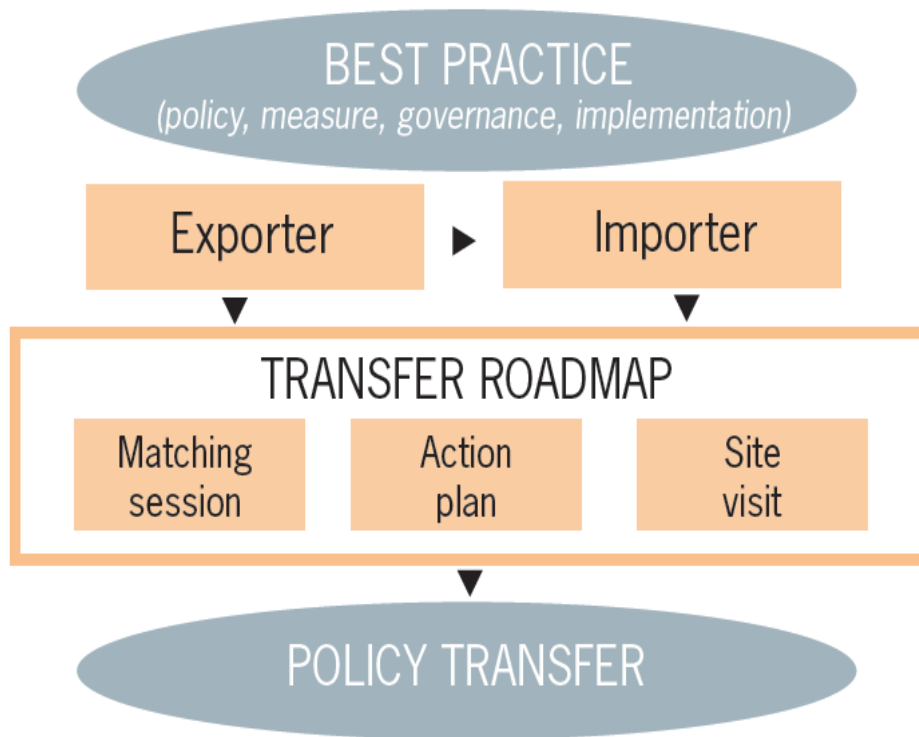 BEST PRACTICE
(policy, measure, governance, implementation)
Exporter
Importer
TRANSFER ROADMAP
Matching
session
Action
plan
Site
visit
POLICY TRANSFER